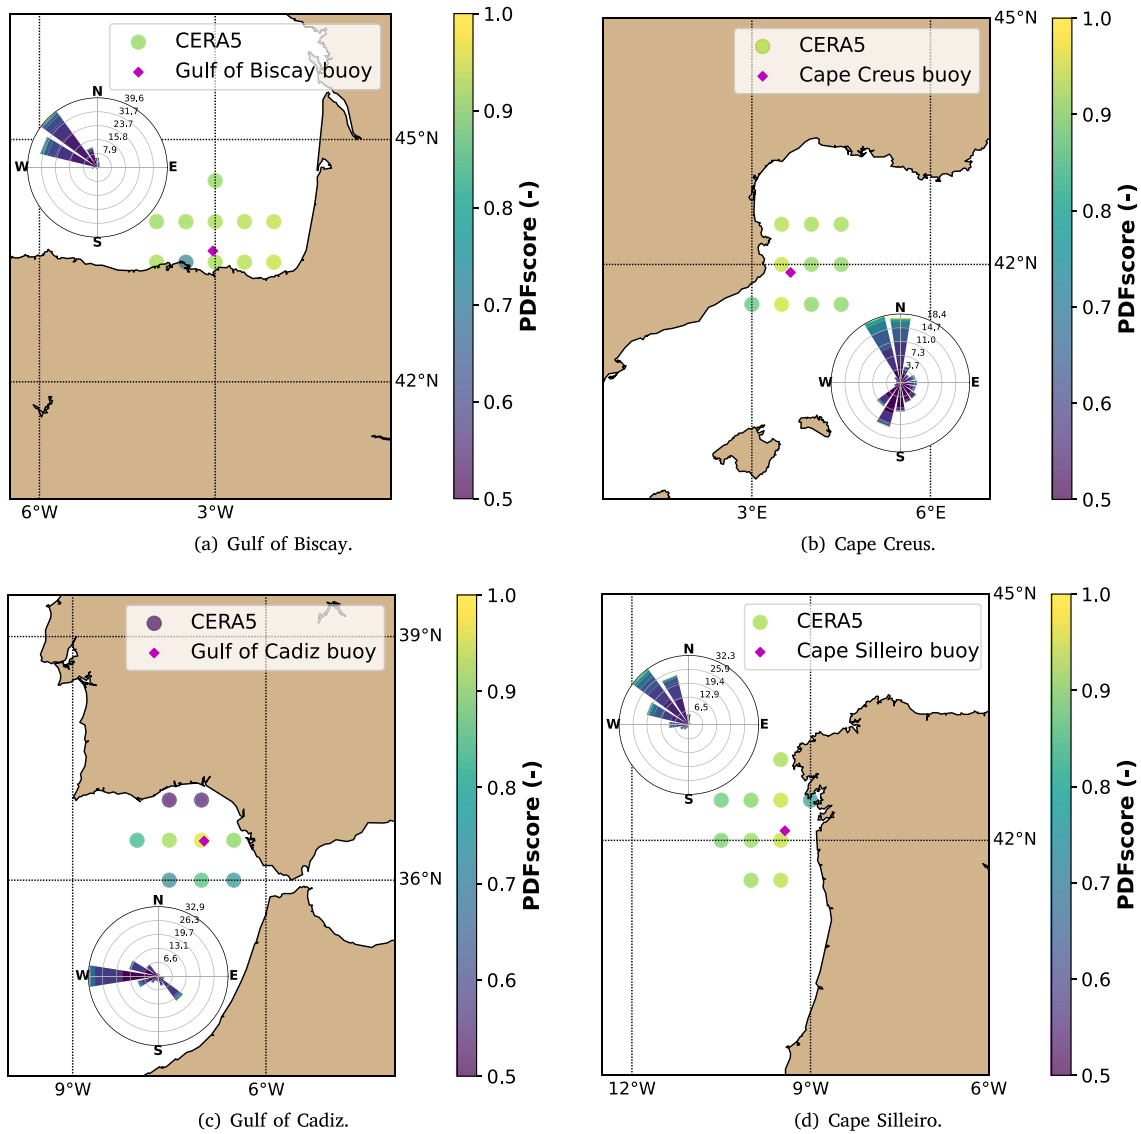 CERA5
Gulf of Biscay buoy
N
39.6
31.7
23.7
15.8
7.9
W
E
S
45°N
42°N
6°W
3°W
1.0
0.9
0.8
0.7
0.6
0.5
PDFscore (-)
(a) Gulf of Biscay.
CERA5
Cape Creus buoy
45°N
42°N
N
18.4
14.7
11.0
7.3
3.7
W
E
S
3°E
6°E
1.0
0.9
0.8
0.7
0.6
0.5
PDFscore (-)
(b) Cape Creus.
CERA5
Gulf of Cadiz buoy
39°N
36°N
N
32.9
26.3
19.7
13.1
6.6
W
E
S
9°W
6°W
1.0
0.9
0.8
0.7
0.6
0.5
PDFscore (-)
(c) Gulf of Cadiz.
CERA5
Cape Silleiro buoy
45°N
42°N
N
32.3
25.9
19.4
12.9
6.5
W
E
S
12°W
9°W
6°W
1.0
0.9
0.8
0.7
0.6
0.5
PDFscore (-)
(d) Cape Silleiro.